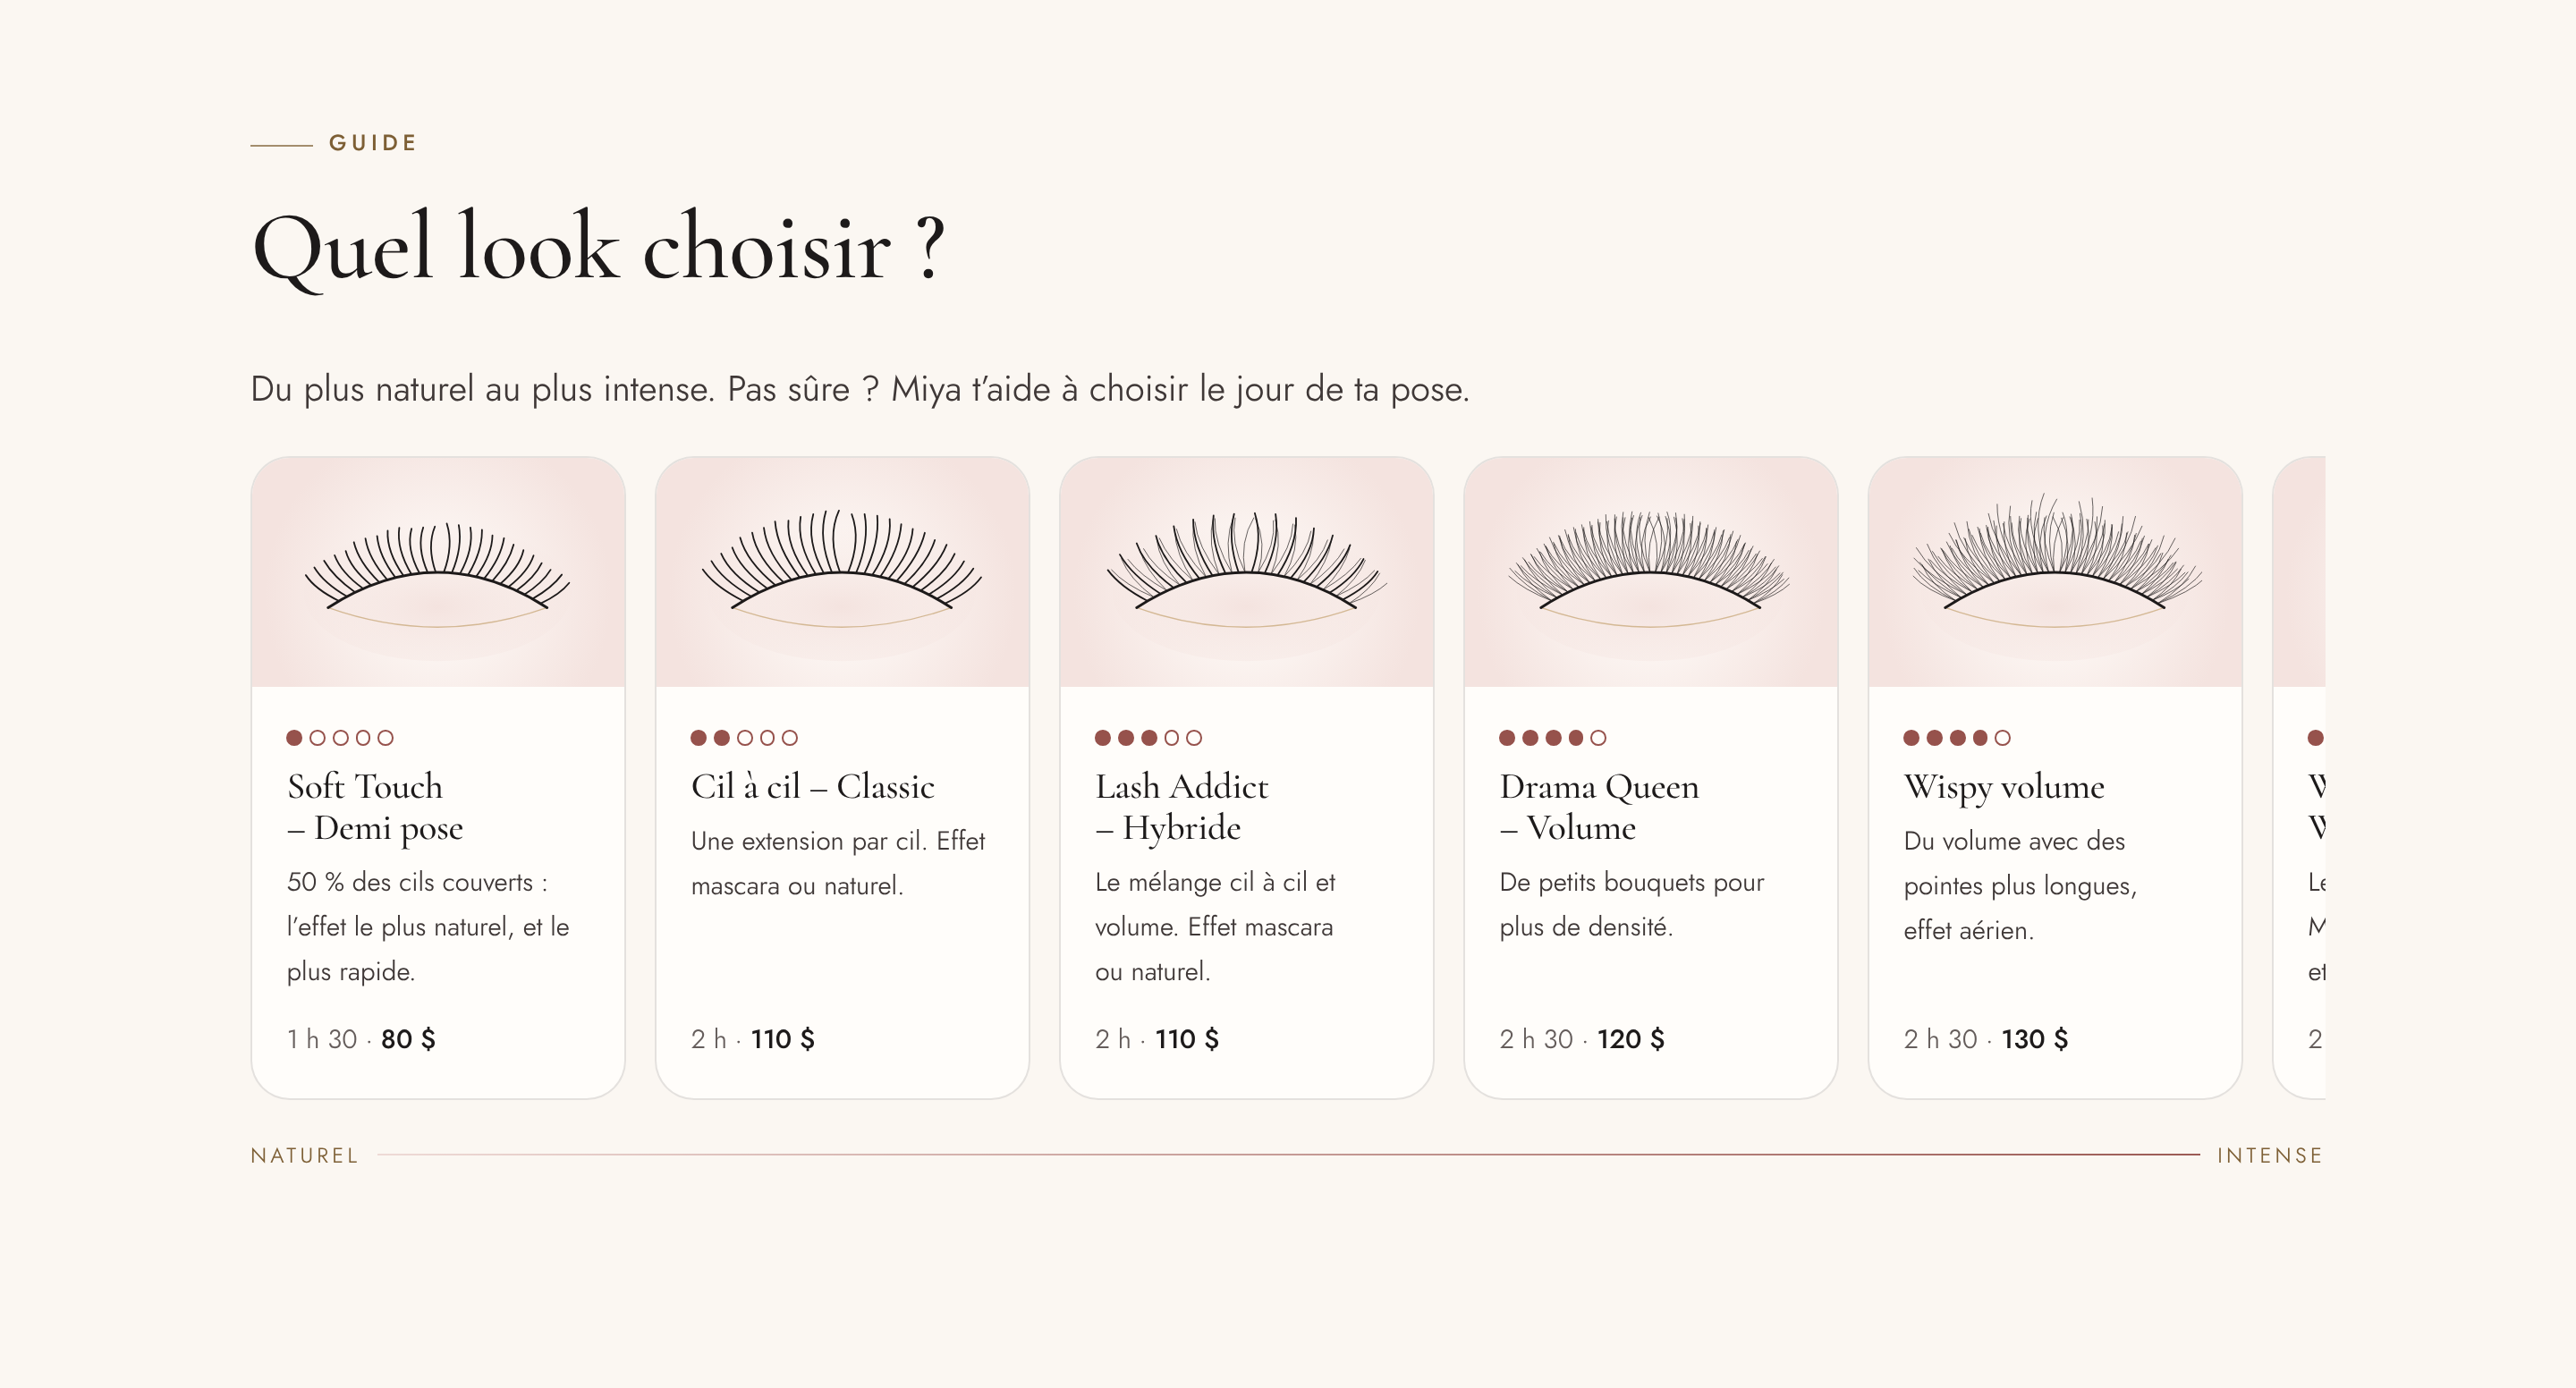 GUIDE
Quel look choisir ?
Du plus naturel au plus intense. Pas sûre ? Miya t’aide à choisir le jour de ta pose.
Soft Touch
– Demi pose
50 % des cils couverts :
l’effet le plus naturel, et le
plus rapide.
1 h 30 · 80 $
Cil à cil – Classic
Une extension par cil. Effet
mascara ou naturel.
2 h · 110 $
Lash Addict
– Hybride
Le mélange cil à cil et
volume. Effet mascara
ou naturel.
2 h · 110 $
Drama Queen
– Volume
De petits bouquets pour
plus de densité.
2 h 30 · 120 $
Wispy volume
Du volume avec des
pointes plus longues,
effet aérien.
2 h 30 · 130 $
NATUREL
INTENSE